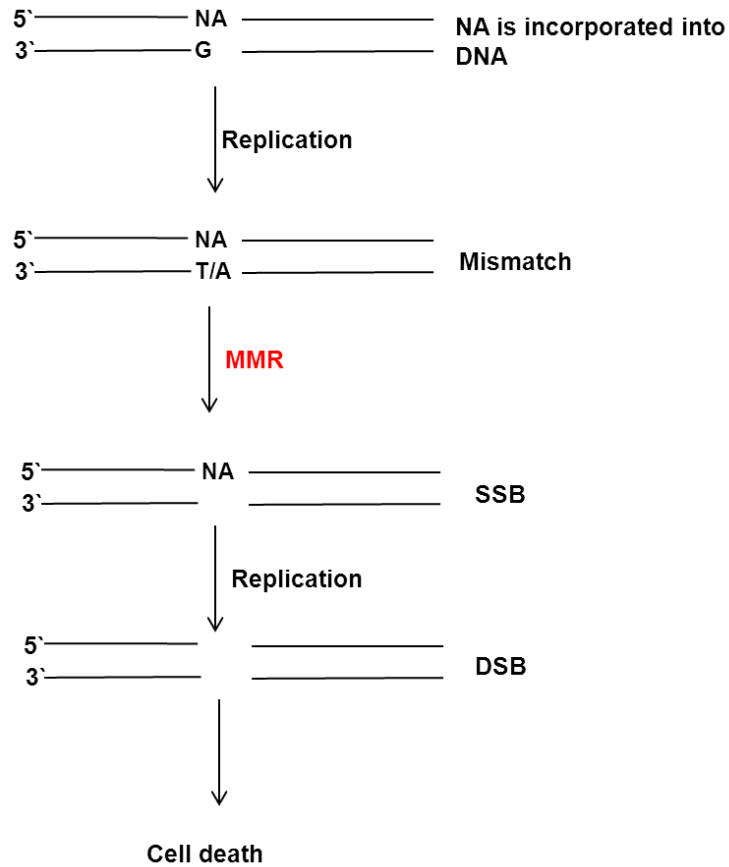 5` NA
3` G
NA is incorporated into
DNA
Replication
5` NA
3` T/A
Mismatch
MMR
5` NA
3`
SSB
Replication
5`
3`
DSB
Cell death